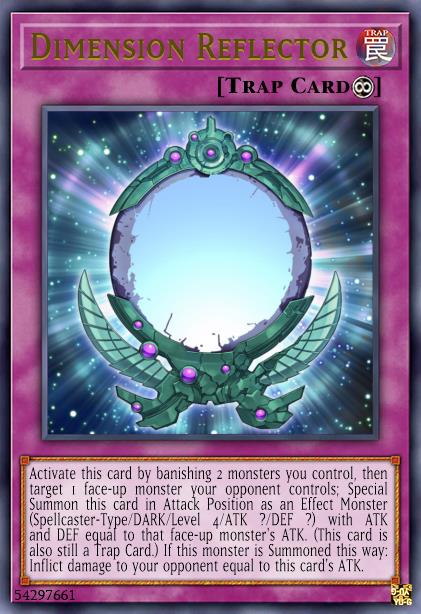 DIMENSION REFLECTOR
TRAP
罠
[TRAP CARD♾]
Activate this card by banishing 2 monsters you control, then
target 1 face-up monster your opponent controls; Special
Summon this card in Attack Position as an Effect Monster
(Spellcaster-Type/DARK/Level 4/ATK ?/DEF ?) with ATK
and DEF equal to that face-up monster's ATK. (This card is
also still a Trap Card.) If this monster is Summoned this way:
Inflict damage to your opponent equal to this card's ATK.
54297661